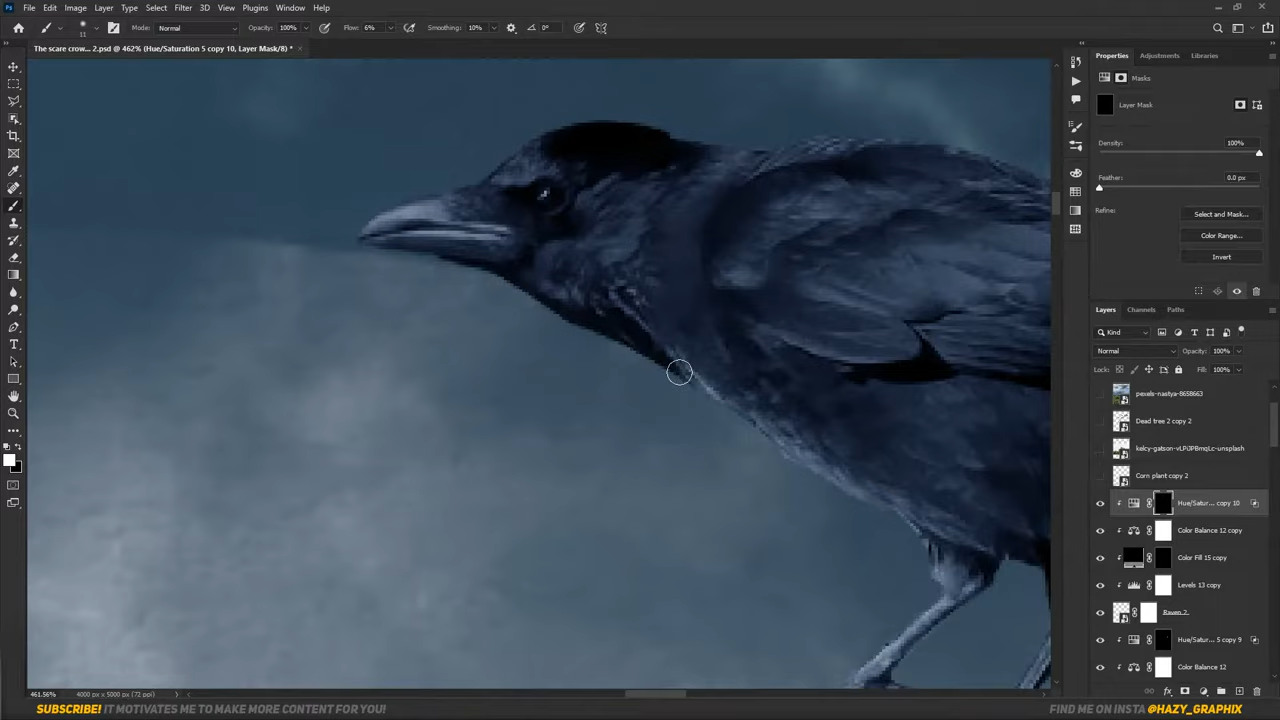 File Edit Image Layer Type Select Filter 3D View Plugins Window Help
11 Mode: Normal Opacity: 100% Flow: 6% Smoothing: 10% 0°
The scare crow... 2.psd @ 462% (Hue/Saturation 5 copy 10, Layer Mask/8) *
Properties Adjustments Libraries
Masks
Layer Mask
Density: 100%
Feather: 0.0 px
Refine: Select and Mask...
Color Range...
Invert
Layers Channels Paths
Kind
Normal Opacity: 100%
Lock: Fill: 100%
pexels-nastya-8658663
Dead tree 2 copy 2
kelcy-gatson-vLPiJPBmqLc-unsplash
Corn plant copy 2
Hue/Satur... copy 10
Color Balance 12 copy
Color Fill 15 copy
Levels 13 copy
Raven 2
Hue/Satur... 5 copy 9
Color Balance 12
461.56% 4000 px x 5000 px (72 ppi)
SUBSCRIBE! IT MOTIVATES ME TO MAKE MORE CONTENT FOR YOU! FIND ME ON INSTA @HAZY_GRAPHIX